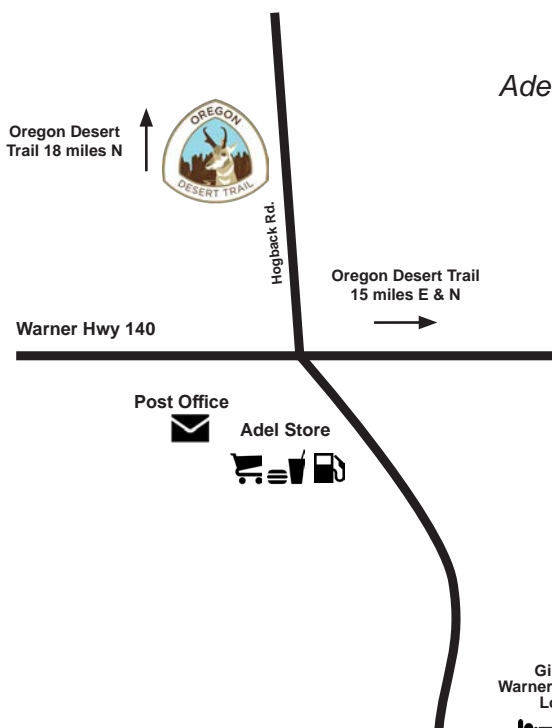 Ade
Oregon Desert
Trail 18 miles N
OREGON
DESERT TRAIL
Hogback Rd.
Oregon Desert Trail
15 miles E & N
Warner Hwy 140
Post Office
Adel Store
Gi
Warner
Lo